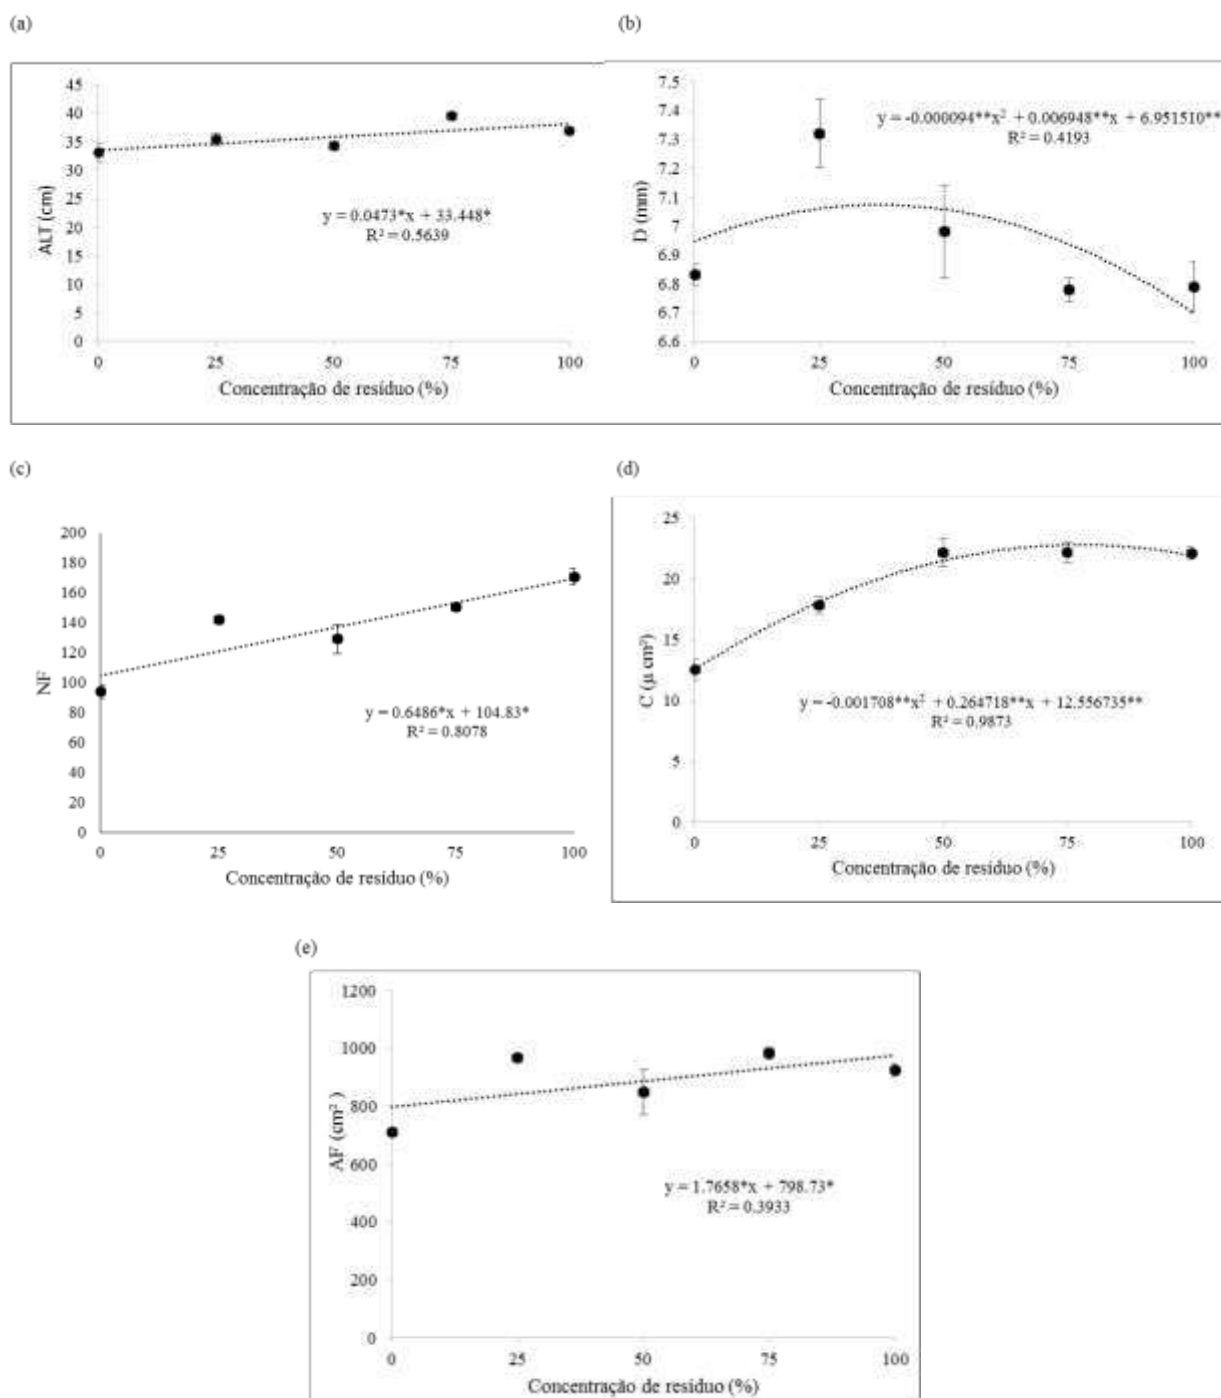 (a)
45
40
35
30
25
20
15
10
5
0
ALT (cm)
y = 0.0473*x + 33.448*
R² = 0.5639
0 25 50 75 100
Concentração de resíduo (%)
(b)
7.5
7.4
7.3
7.2
7.1
7
6.9
6.8
6.7
6.6
D (mm)
y = -0.000094**x² + 0.006948**x + 6.951510**
R² = 0.4193
0 25 50 75 100
Concentração de resíduo (%)
(c)
200
180
160
140
120
100
80
60
40
20
0
NF
y = 0.6486*x + 104.83*
R² = 0.8078
0 25 50 75 100
Concentração de resíduo (%)
(d)
25
20
15
10
5
0
C (µ cm²)
y = -0.001708**x² + 0.264718**x + 12.556735**
R² = 0.9873
0 25 50 75 100
Concentração de resíduo (%)
(e)
1200
1000
800
600
400
200
0
AF (cm²)
y = 1.7658*x + 798.73*
R² = 0.3933
0 25 50 75 100
Concentração de resíduo (%)